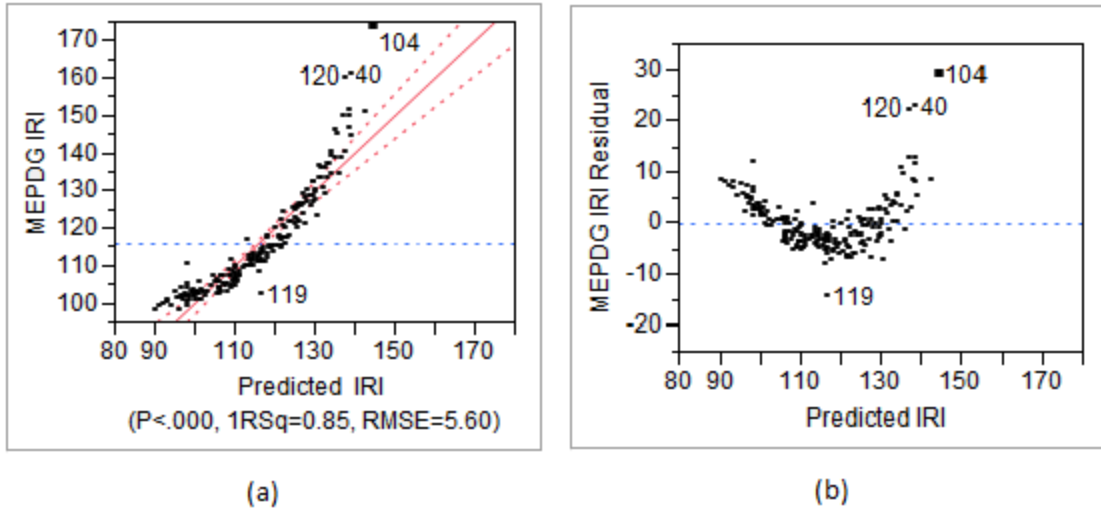 170
160
150
140
130
120
110
100
MEPDG IRI
104
120 40
119
80 90 110 130 150 170
Predicted IRI
(P<.000, 1RSq=0.85, RMSE=5.60)
(a)
30
20
10
0
-10
-20
MEPDG IRI Residual
104
120 40
119
80 90 110 130 150 170
Predicted IRI
(b)